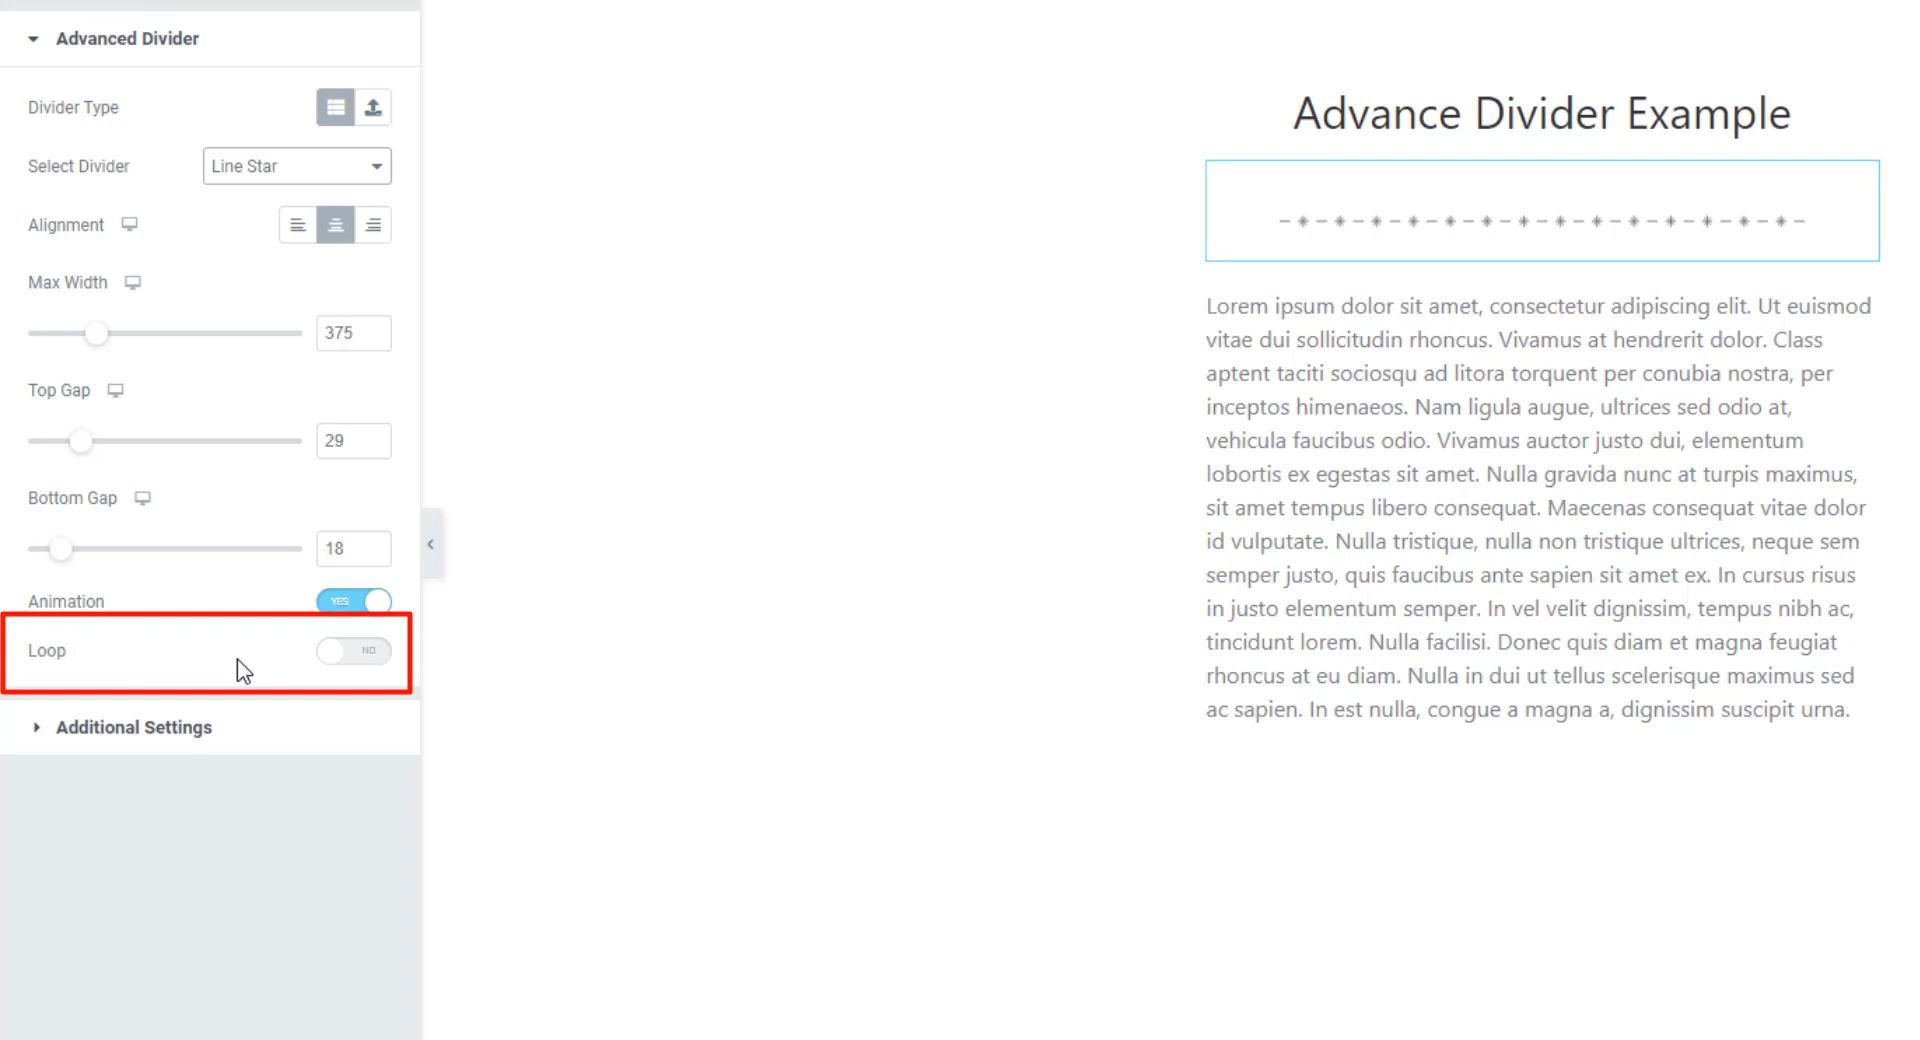 Advanced Divider
Divider Type
Select Divider
Line Star
Alignment
Max Width
375
Top Gap
29
Bottom Gap
18
Animation
YES
Loop
NO
Additional Settings
Advance Divider Example
Lorem ipsum dolor sit amet, consectetur adipiscing elit. Ut euismod
vitae dui sollicitudin rhoncus. Vivamus at hendrerit dolor. Class
aptent taciti sociosqu ad litora torquent per conubia nostra, per
inceptos himenaeos. Nam ligula augue, ultrices sed odio at,
vehicula faucibus odio. Vivamus auctor justo dui, elementum
lobortis ex egestas sit amet. Nulla gravida nunc at turpis maximus,
sit amet tempus libero consequat. Maecenas consequat vitae dolor
id vulputate. Nulla tristique, nulla non tristique ultrices, neque sem
semper justo, quis faucibus ante sapien sit amet ex. In cursus risus
in justo elementum semper. In vel velit dignissim, tempus nibh ac,
tincidunt lorem. Nulla facilisi. Donec quis diam et magna feugiat
rhoncus at eu diam. Nulla in dui ut tellus scelerisque maximus sed
ac sapien. In est nulla, congue a magna a, dignissim suscipit urna.